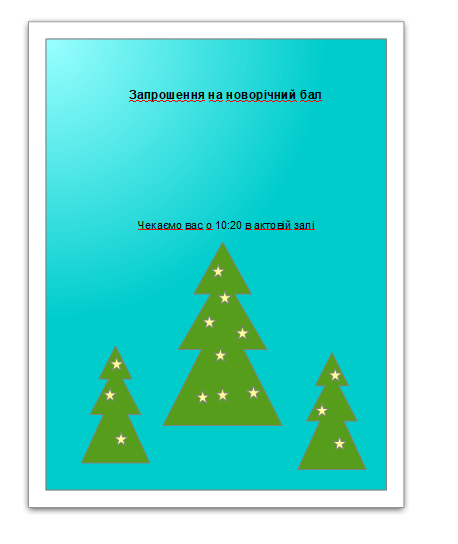 Запрошення на новорічний бал
Чекаємо вас о 10:20 в актовій залі